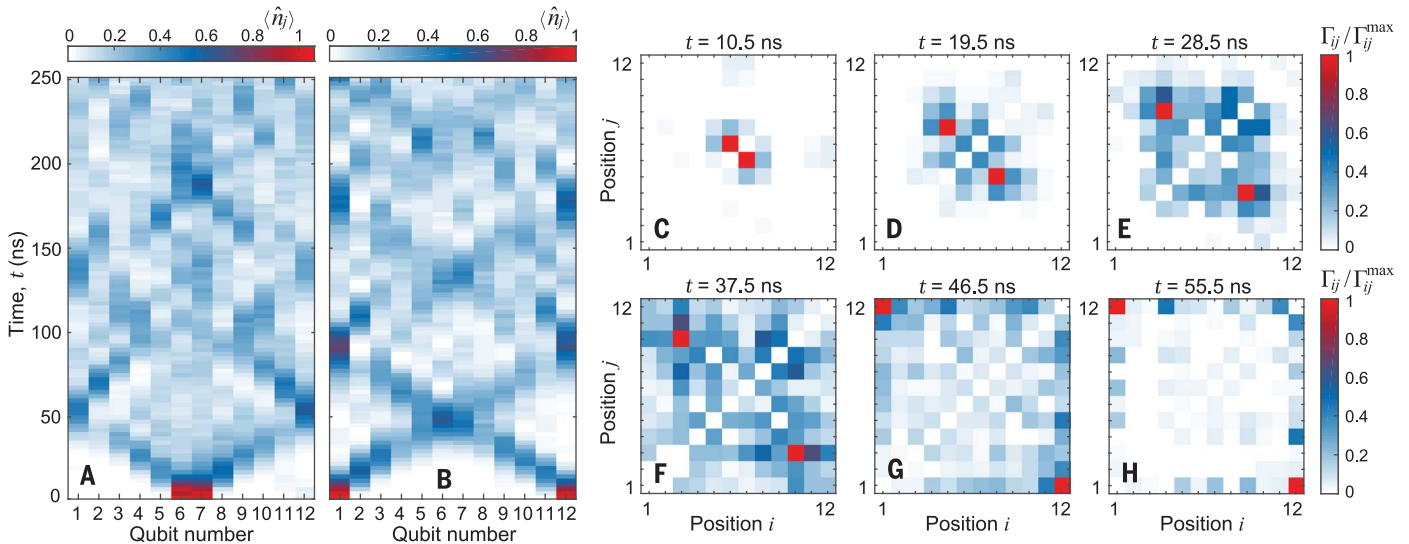 ⟨n̂ⱼ⟩
0 0.2 0.4 0.6 0.8 1
⟨n̂ⱼ⟩
0 0.2 0.4 0.6 0.8 1
Time, t (ns)
250
200
150
100
50
0
A
1 2 3 4 5 6 7 8 9 10 11 12
Qubit number
B
1 2 3 4 5 6 7 8 9 10 11 12
Qubit number
t = 10.5 ns
Position j
12
1
C
1 12
t = 19.5 ns
12
1
D
1 12
t = 28.5 ns
12
1
E
1 12
Γij/Γij^max
1
0.8
0.6
0.4
0.2
0
t = 37.5 ns
Position j
12
1
F
1 12
Position i
t = 46.5 ns
12
1
G
1 12
Position i
t = 55.5 ns
12
1
H
1 12
Position i
Γij/Γij^max
1
0.8
0.6
0.4
0.2
0